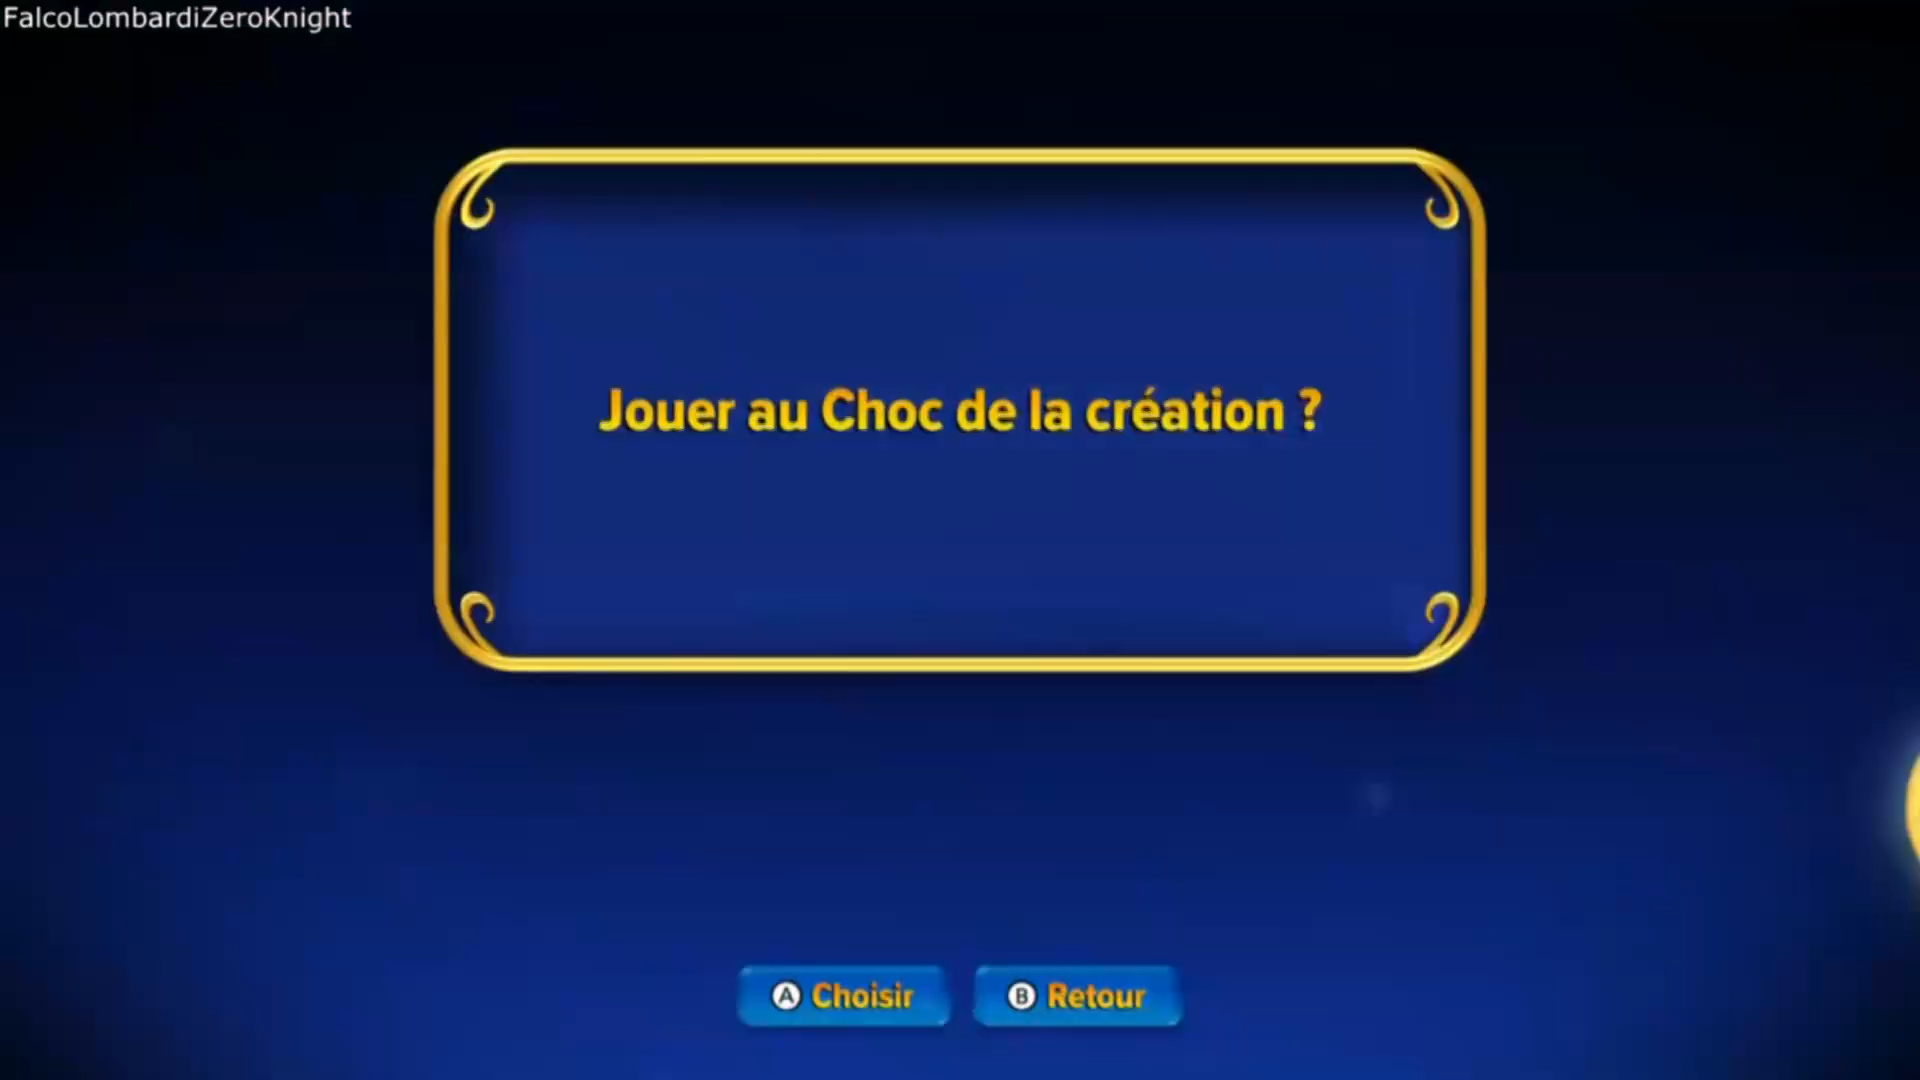 FalcoLombardiZeroKnight
Jouer au Choc de la création ?
A Choisir
B Retour